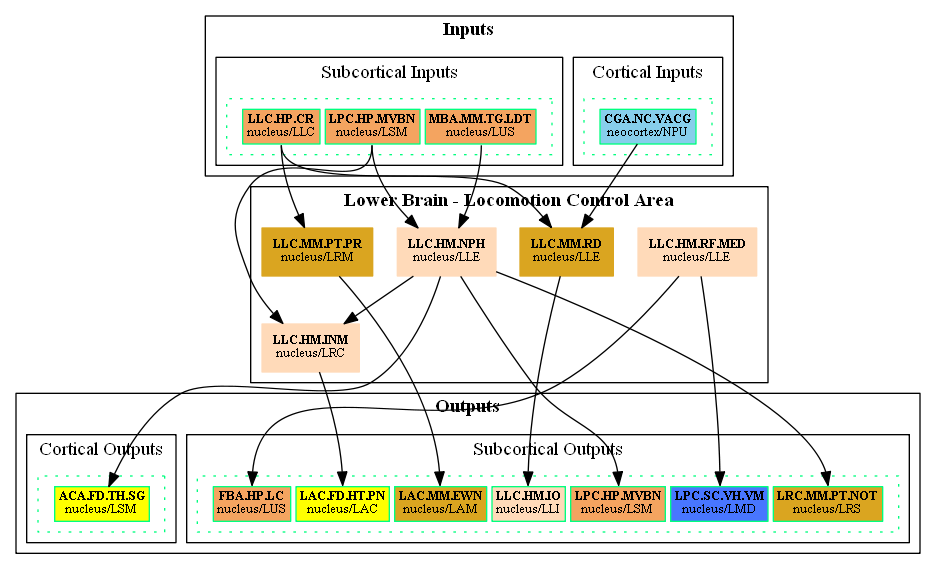 Inputs
Subcortical Inputs
Cortical Inputs
LLC.HP.CR
nucleus/LLC
LPC.HP.MVBN
nucleus/LSM
MBA.MM.TG.LDT
nucleus/LUS
CGA.NC.VACG
neocortex/NPU
Lower Brain - Locomotion Control Area
LLC.MM.PT.PR
nucleus/LRM
LLC.HM.NPH
nucleus/LLE
LLC.MM.RD
nucleus/LLE
LLC.HM.RF.MED
nucleus/LLE
LLC.HM.INM
nucleus/LRC
Outputs
Cortical Outputs
Subcortical Outputs
ACA.FD.TH.SG
nucleus/LSM
FBA.HP.LC
nucleus/LUS
LAC.FD.HT.PN
nucleus/LAC
LAC.MM.EWN
nucleus/LAM
LLC.HM.IO
nucleus/LLI
LPC.HP.MVBN
nucleus/LSM
LPC.SC.VH.VM
nucleus/LMD
LRC.MM.PT.NOT
nucleus/LRS